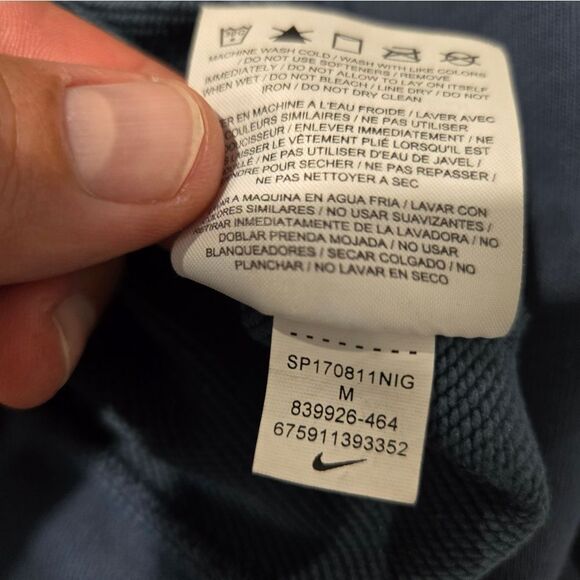 MACHINE WASH COLD / WASH WITH LIKE COLORS
/ DO NOT USE SOFTENERS / REMOVE
IMMEDIATELY / DO NOT ALLOW TO LAY ON ITSELF
WHEN WET / DO NOT BLEACH / LINE DRY / DO NOT
IRON / DO NOT DRY CLEAN
EN MACHINE A L'EAU FROIDE / LAVER AVEC
COULEURS SIMILAIRES / NE PAS UTILISER
/ ENLEVER IMMEDIATEMENT / NE
LE VÊTEMENT PLIÉ LORSQU'IL EST
/ NE PAS UTILISER D'EAU DE JAVEL /
POUR SECHER / NE PAS REPASSER /
NE PAS NETTOYER A SEC
A MAQUINA EN AGUA FRIA / LAVAR CON
SIMILARES / NO USAR SUAVIZANTES /
RETIRAR INMEDIATAMENTE DE LA LAVADORA / NO
DOBLAR PRENDA MOJADA / NO USAR
BLANQUEADORES / SECAR COLGADO / NO
PLANCHAR / NO LAVAR EN SECO
SP170811NIG
M
839926-464
675911393352